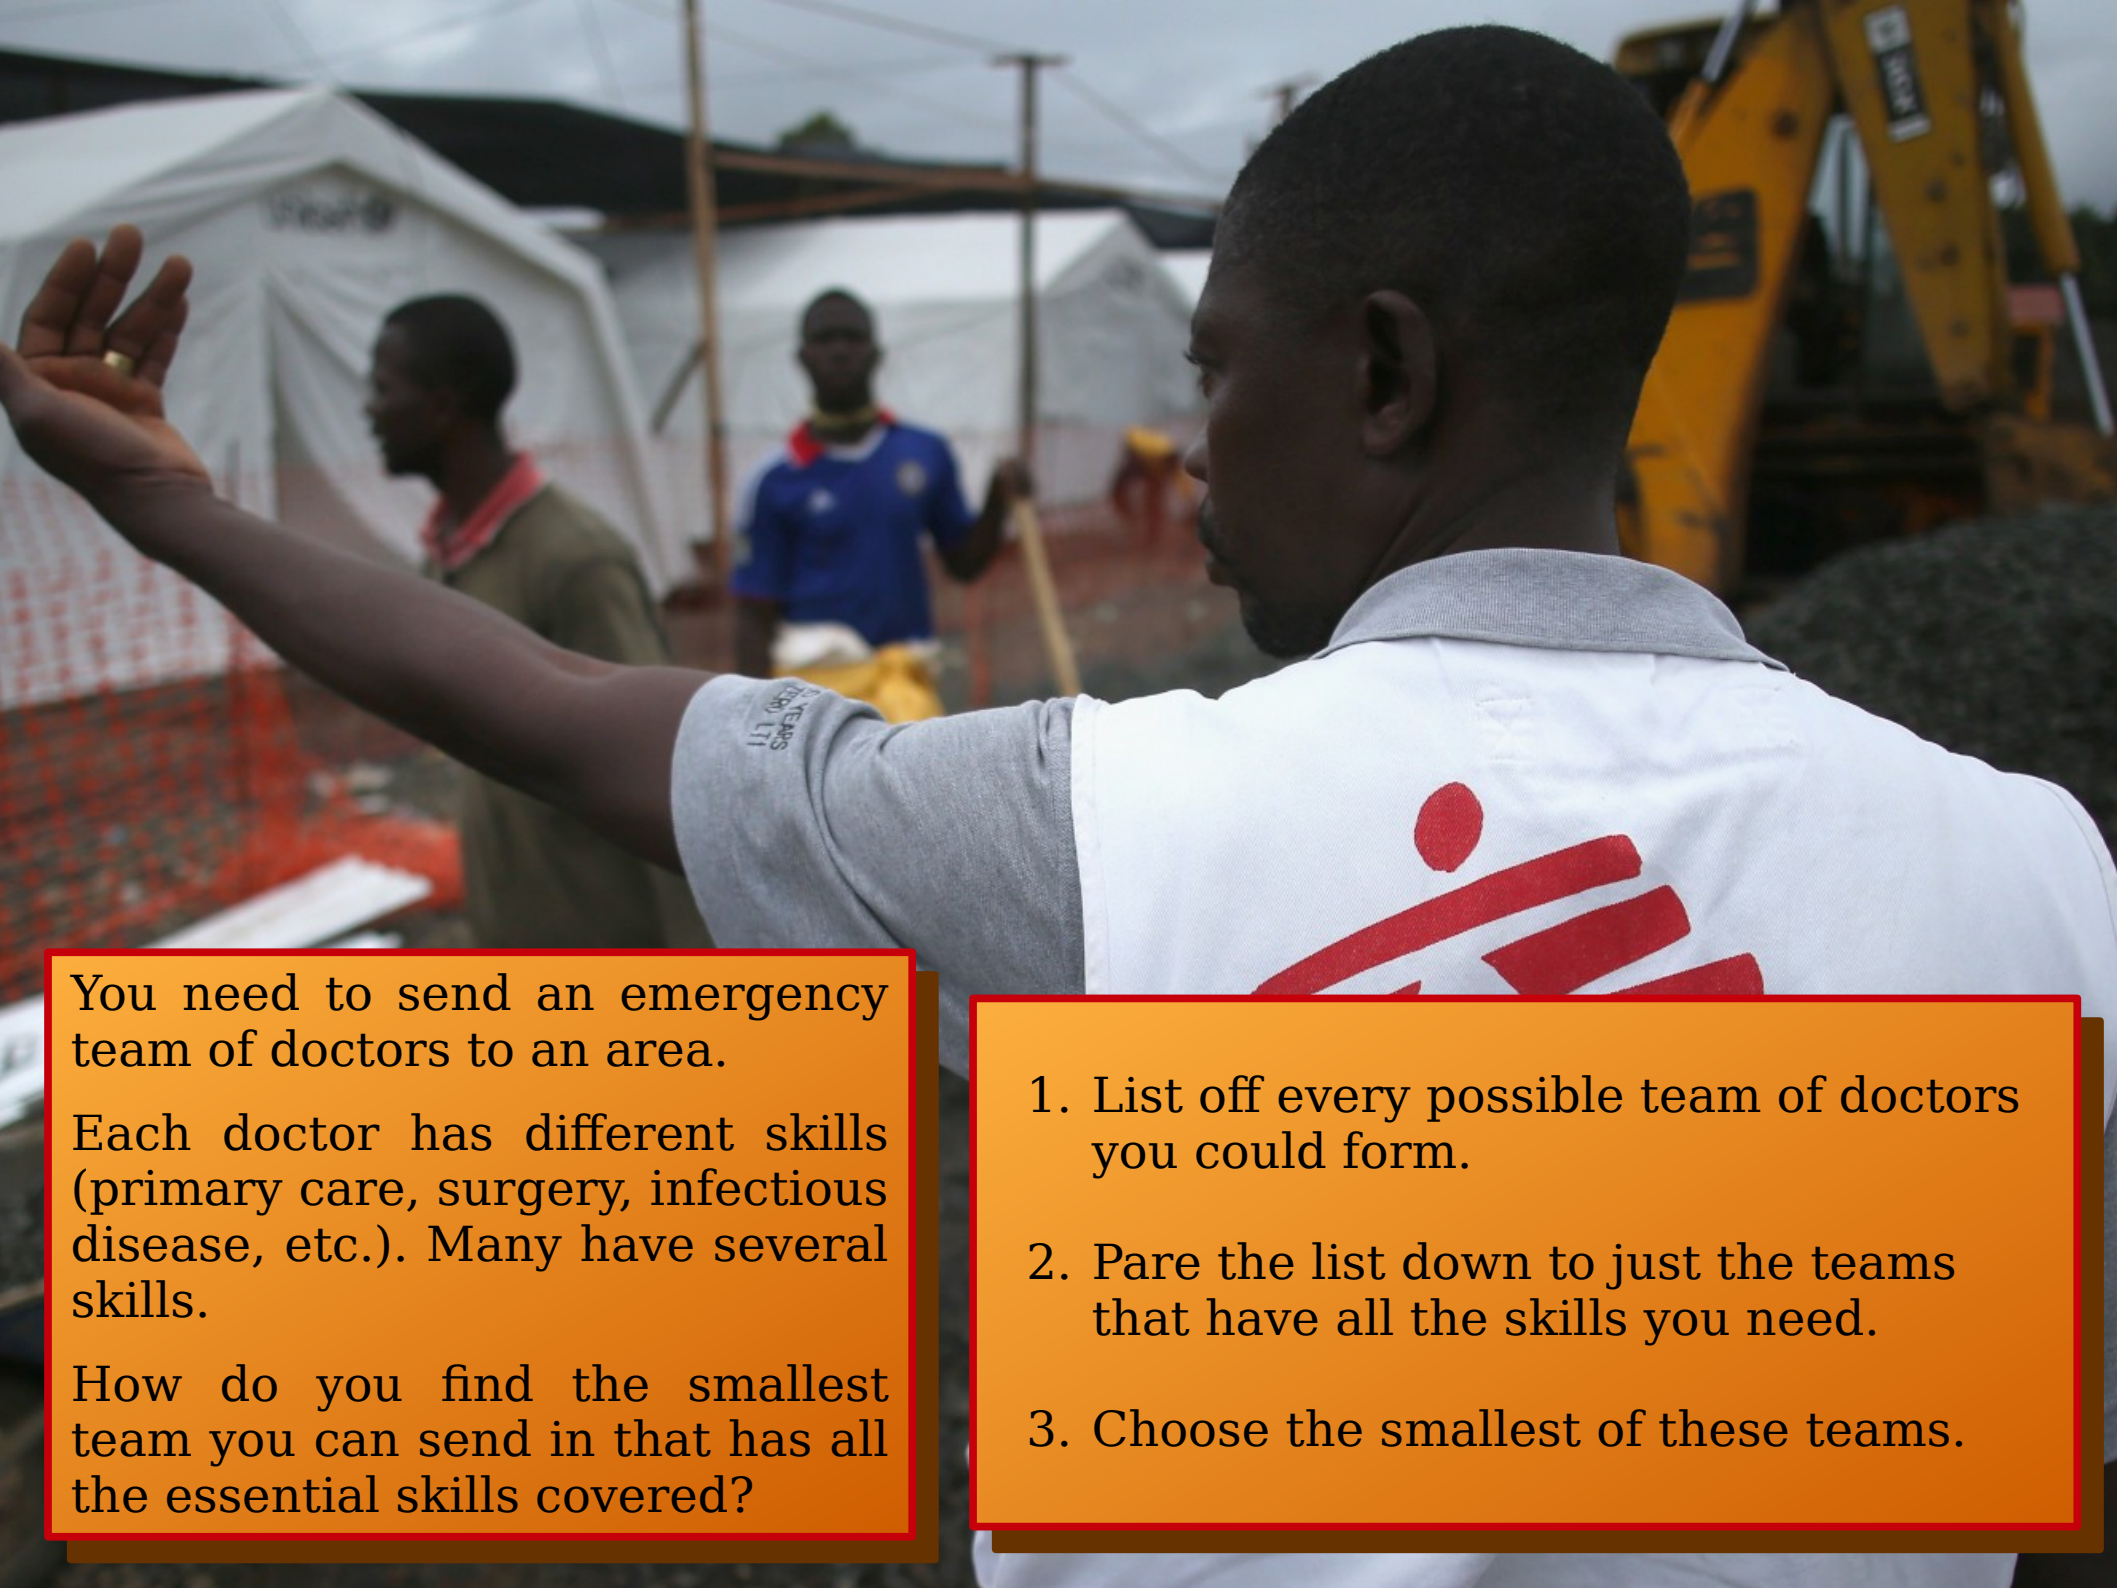 You need to send an emergency
team of doctors to an area.
Each doctor has different skills
(primary care, surgery, infectious
disease, etc.). Many have several
skills.
How do you find the smallest
team you can send in that has all
the essential skills covered?
1. List off every possible team of doctors
you could form.
2. Pare the list down to just the teams
that have all the skills you need.
3. Choose the smallest of these teams.
YEARS